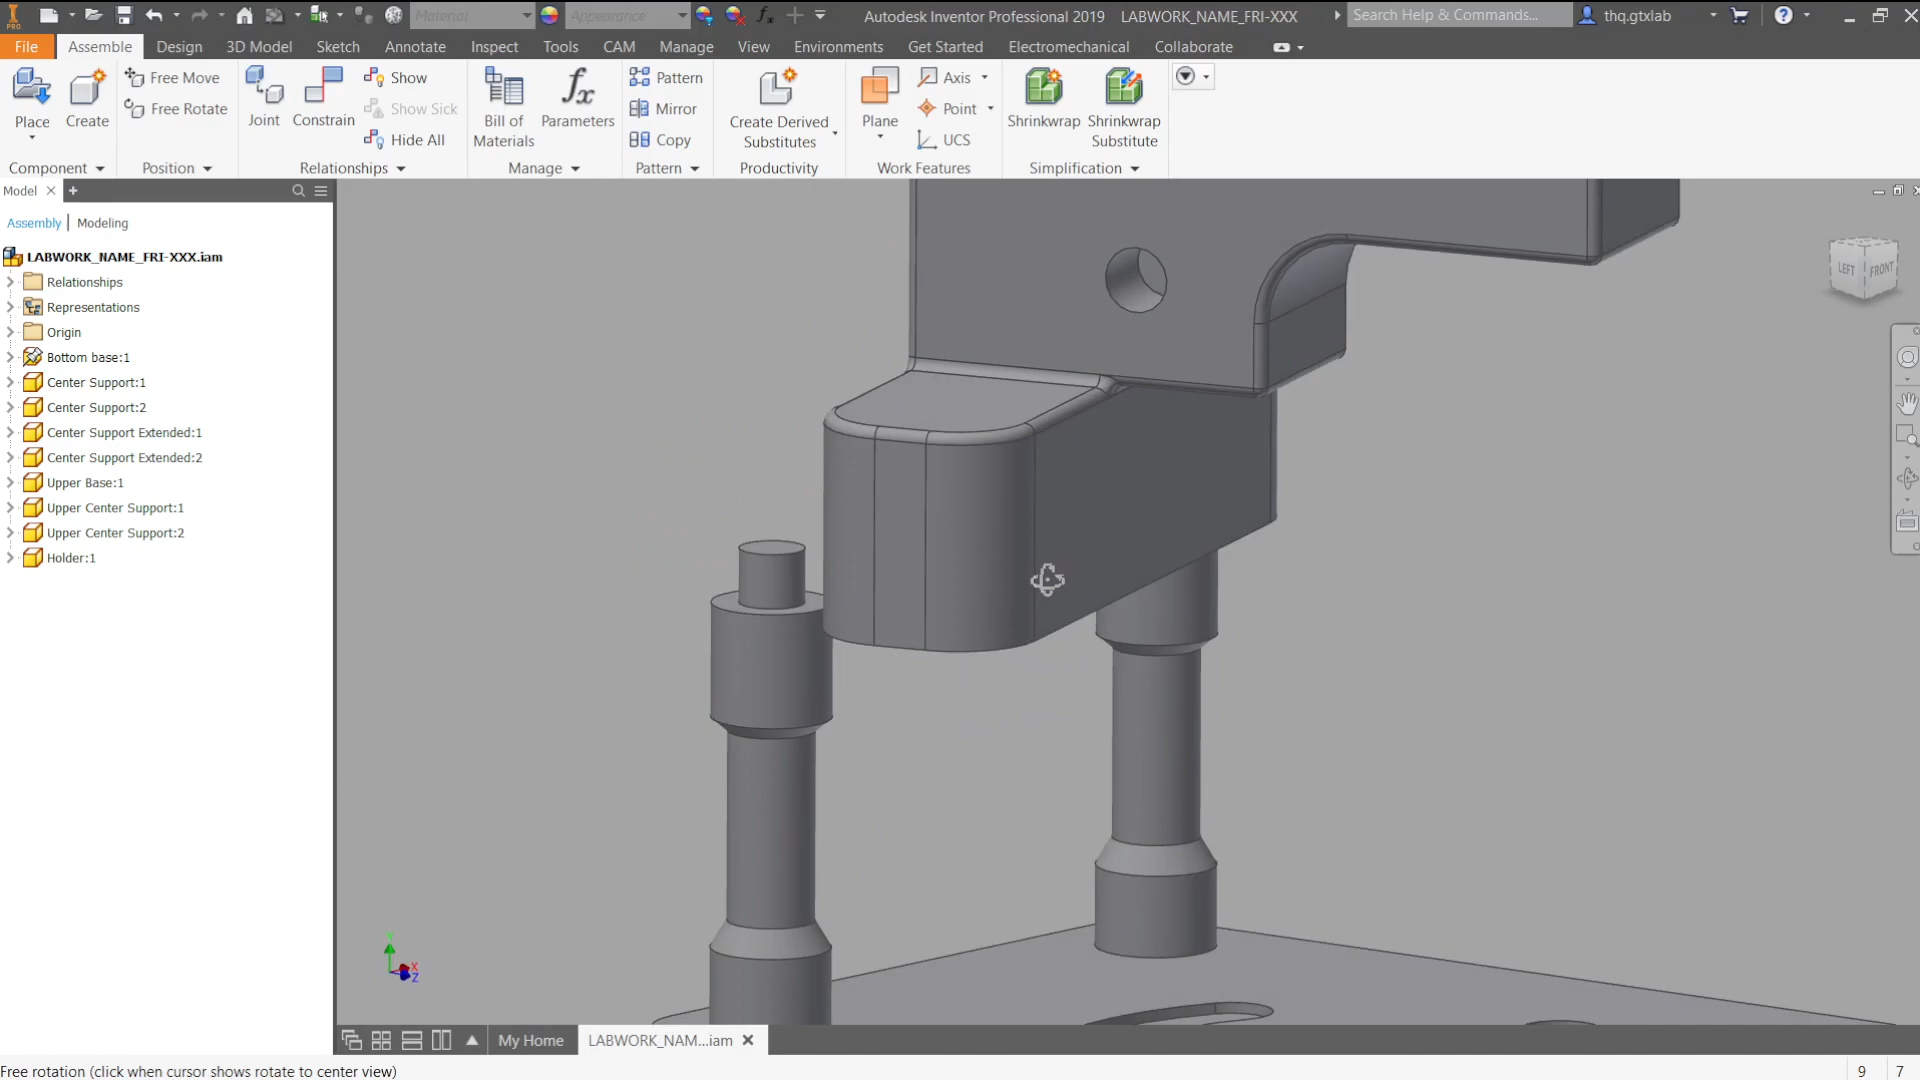 PRO
Material
Appearance
Autodesk Inventor Professional 2019 LABWORK_NAME_FRI-XXX
Search Help & Commands...
thq.gtxlab
File Assemble Design 3D Model Sketch Annotate Inspect Tools CAM Manage View Environments Get Started Electromechanical Collaborate
Place
Create
Free Move
Free Rotate
Joint
Constrain
Show
Show Sick
Hide All
Bill of
Materials
Parameters
Pattern
Mirror
Copy
Create Derived
Substitutes
Plane
Axis
Point
UCS
Shrinkwrap
Shrinkwrap
Substitute
Component Position Relationships Manage Pattern Productivity Work Features Simplification
Model
Assembly | Modeling
LABWORK_NAME_FRI-XXX.iam
Relationships
Representations
Origin
Bottom base:1
Center Support:1
Center Support:2
Center Support Extended:1
Center Support Extended:2
Upper Base:1
Upper Center Support:1
Upper Center Support:2
Holder:1
LEFT FRONT
Y
X
Z
My Home
LABWORK_NAM...iam
Free rotation (click when cursor shows rotate to center view)
9 7